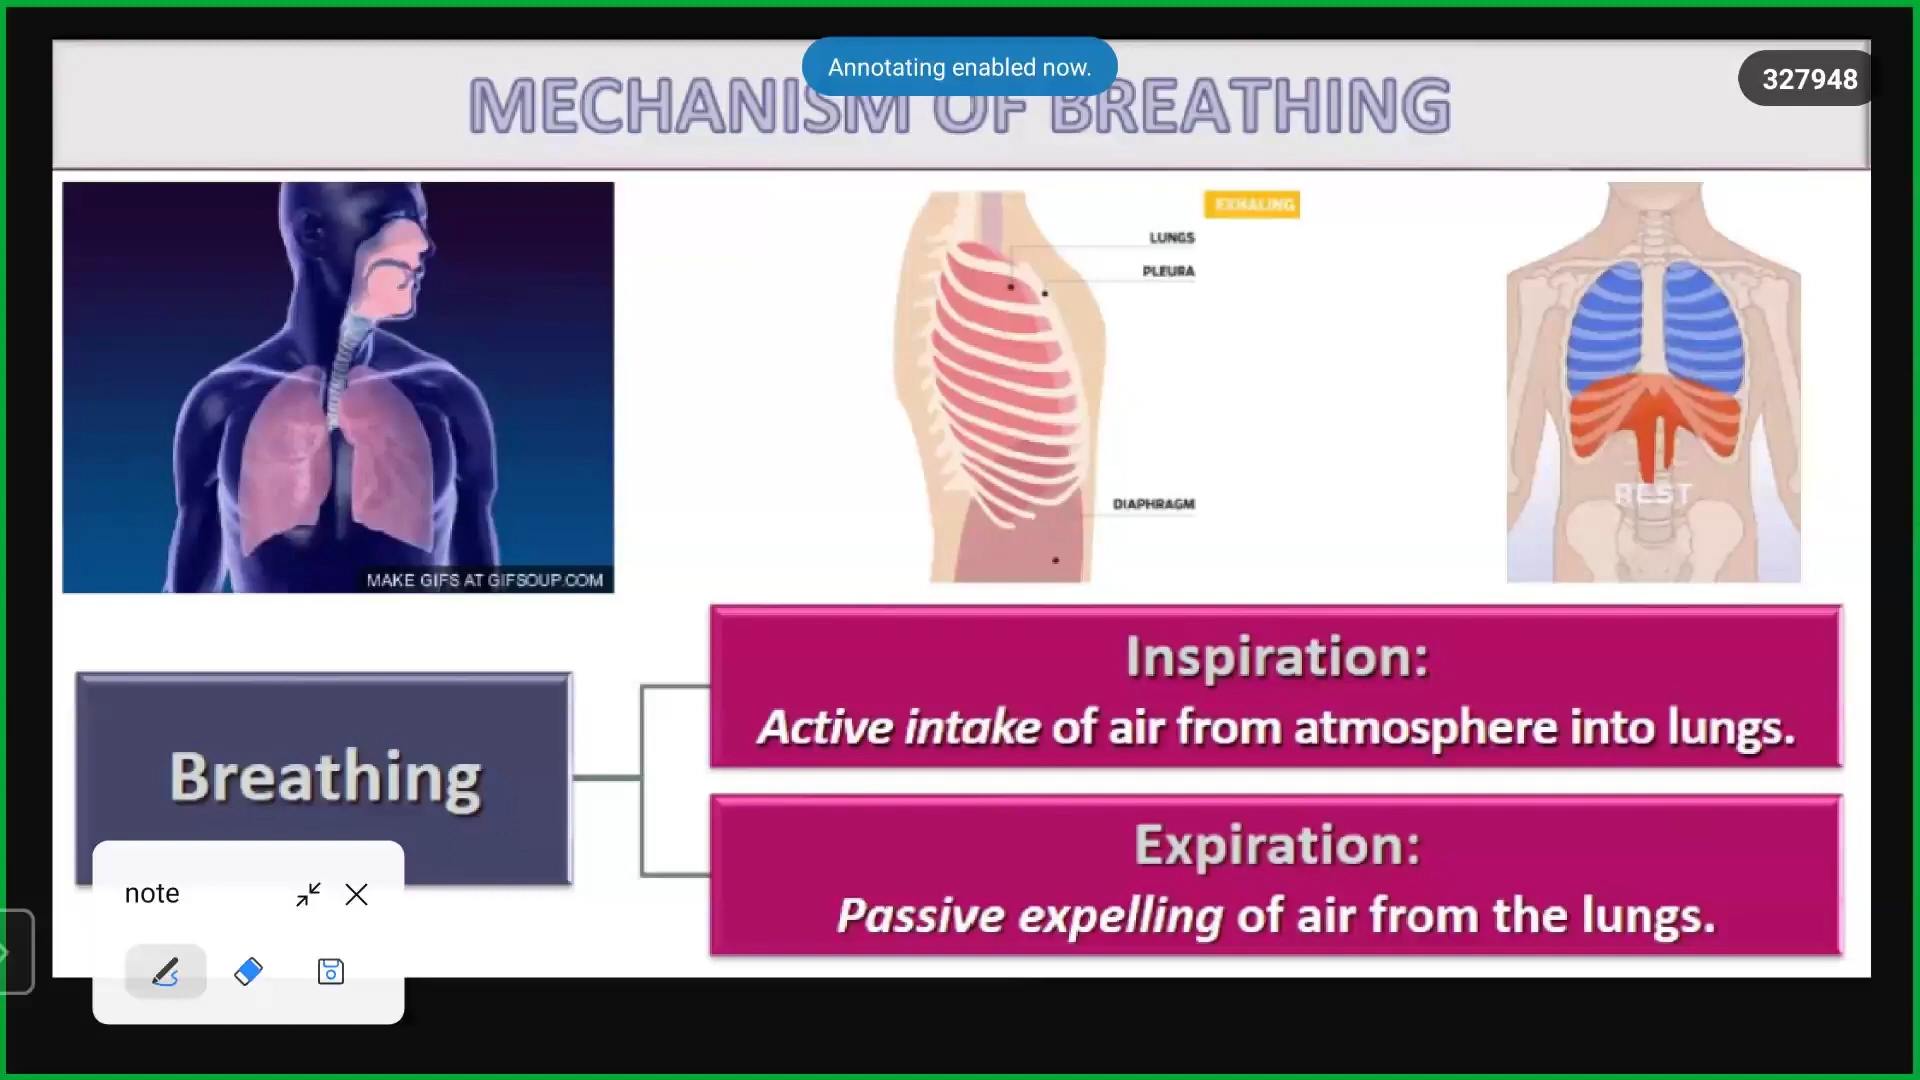 Annotating enabled now.
327948
MECHANISM OF BREATHING
EXHALING
LUNGS
PLEURA
DIAPHRAGM
REST
MAKE GIFS AT GIFSOUP.COM
Breathing
Inspiration:
Active intake of air from atmosphere into lungs.
Expiration:
Passive expelling of air from the lungs.
note